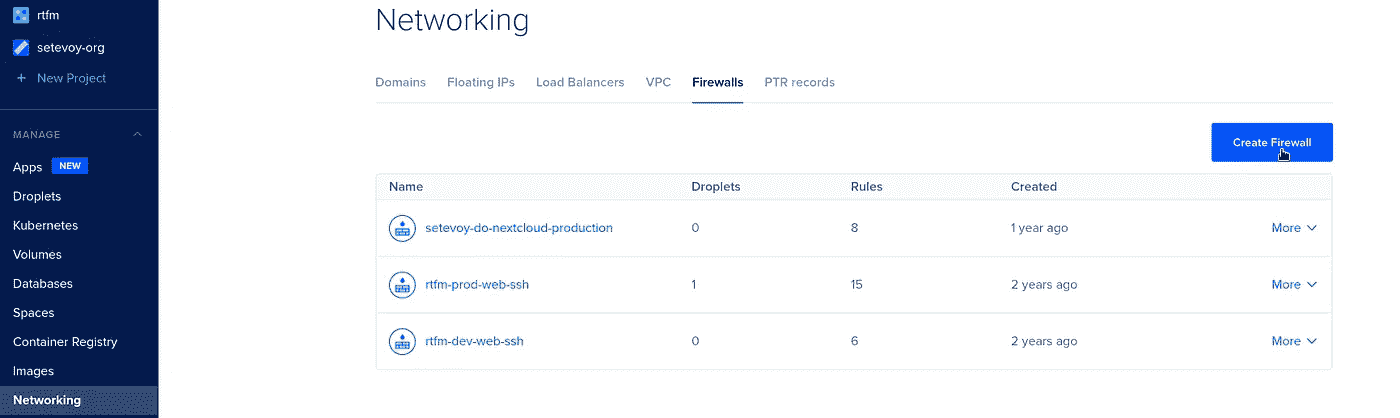 rtfm
setevoy-org
+ New Project
MANAGE
Apps NEW
Droplets
Kubernetes
Volumes
Databases
Spaces
Container Registry
Images
Networking
Networking
Domains Floating IPs Load Balancers VPC Firewalls PTR records
Create Firewall
Name Droplets Rules Created
setevoy-do-nextcloud-production 0 8 1 year ago More
rtfm-prod-web-ssh 1 15 2 years ago More
rtfm-dev-web-ssh 0 6 2 years ago More